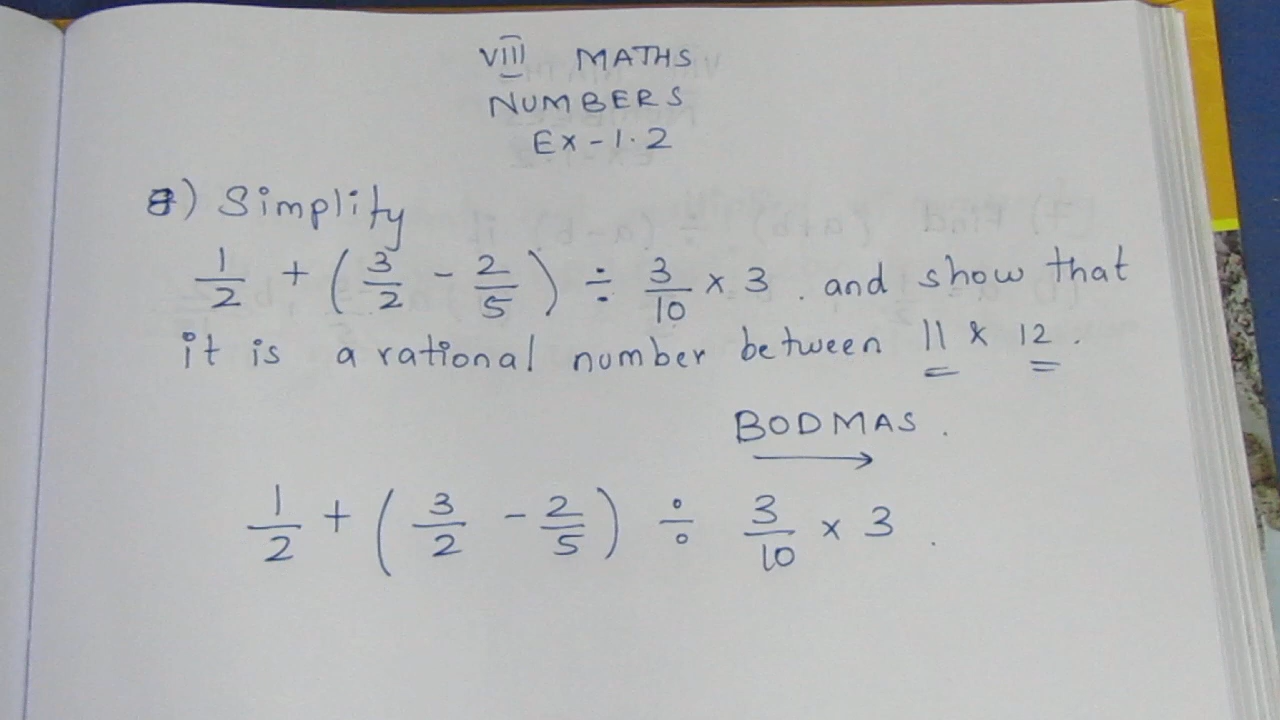 VIII MATHS
NUMBERS
Ex-1.2
8) Simplify
1/2 + (3/2 - 2/5) ÷ 3/10 × 3. and show that
it is a rational number between 11 & 12.
BODMAS.
1/2 + (3/2 - 2/5) ÷ 3/10 × 3.